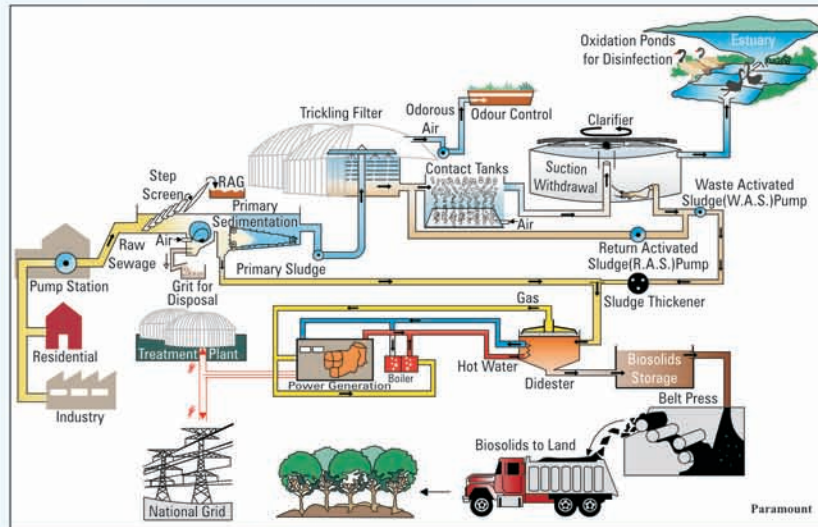 Oxidation Ponds
for Disinfection
Estuary
Trickling Filter
Odorous
Air
Odour Control
Clarifier
Step
Screen
RAG
Contact Tanks
Suction
Withdrawal
Waste Activated
Sludge(W.A.S.)Pump
Primary
Sedimentation
Air
Raw
Sewage
Air
Primary Sludge
Return Activated
Sludge(R.A.S.)Pump
Pump Station
Grit for
Disposal
Gas
Sludge Thickener
Residential
Treatment Plant
Power Generation
Boiler
Hot Water
Didester
Biosolids
Storage
Industry
Belt Press
Biosolids to Land
National Grid
Paramount